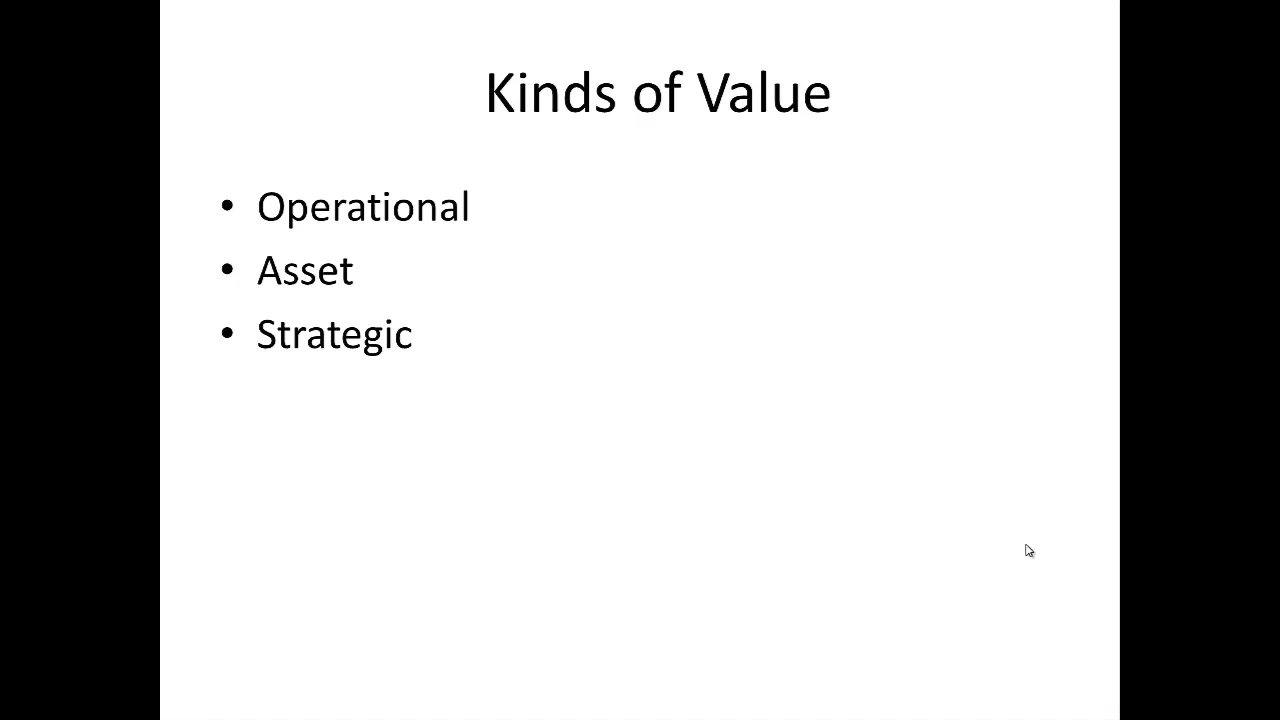 Kinds of Value
• Operational
• Asset
• Strategic